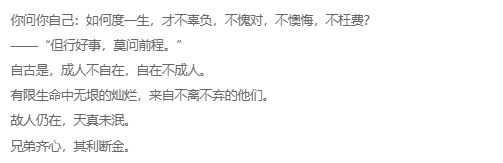 你问你自己：如何度一生，才不辜负，不愧对，不懊悔，不枉费？
——“但行好事，莫问前程。”
自古是，成人不自在，自在不成人。
有限生命中无垠的灿烂，来自不离不弃的他们。
故人仍在，天真未泯。
兄弟齐心，其利断金。